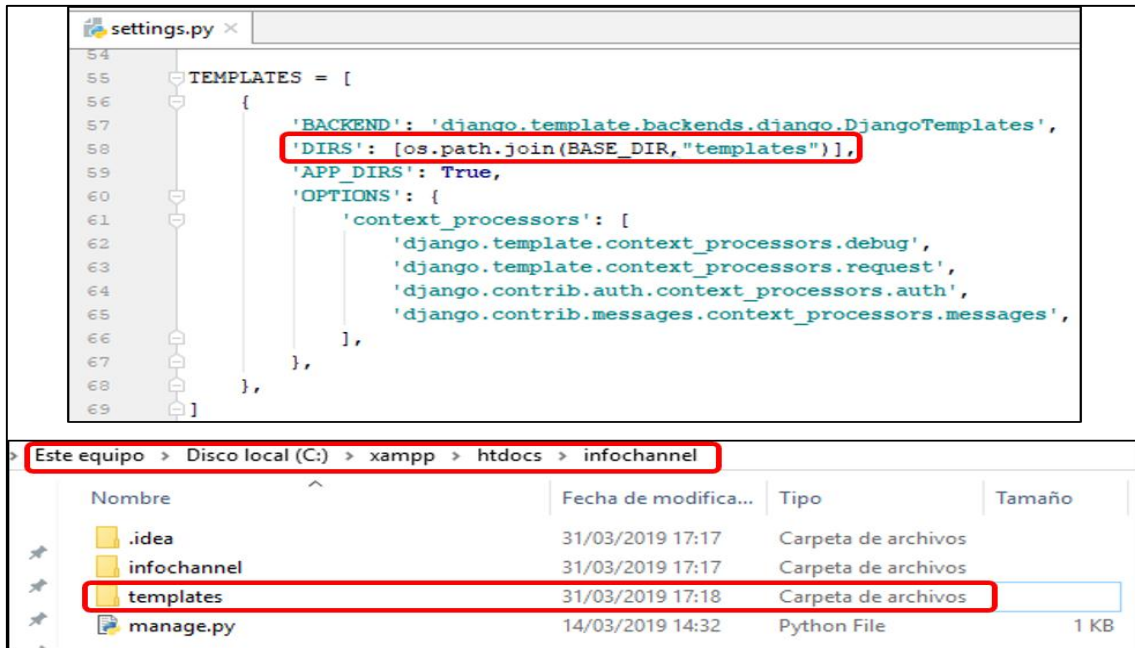 settings.py ×
54
55 TEMPLATES = [
56 {
57 'BACKEND': 'django.template.backends.django.DjangoTemplates',
58 'DIRS': [os.path.join(BASE_DIR,"templates")],
59 'APP_DIRS': True,
60 'OPTIONS': {
61 'context_processors': [
62 'django.template.context_processors.debug',
63 'django.template.context_processors.request',
64 'django.contrib.auth.context_processors.auth',
65 'django.contrib.messages.context_processors.messages',
66 ],
67 },
68 },
69 ]
> Este equipo > Disco local (C:) > xampp > htdocs > infochannel
Nombre Fecha de modifica... Tipo Tamaño
.idea 31/03/2019 17:17 Carpeta de archivos
infochannel 31/03/2019 17:17 Carpeta de archivos
templates 31/03/2019 17:18 Carpeta de archivos
manage.py 14/03/2019 14:32 Python File 1 KB